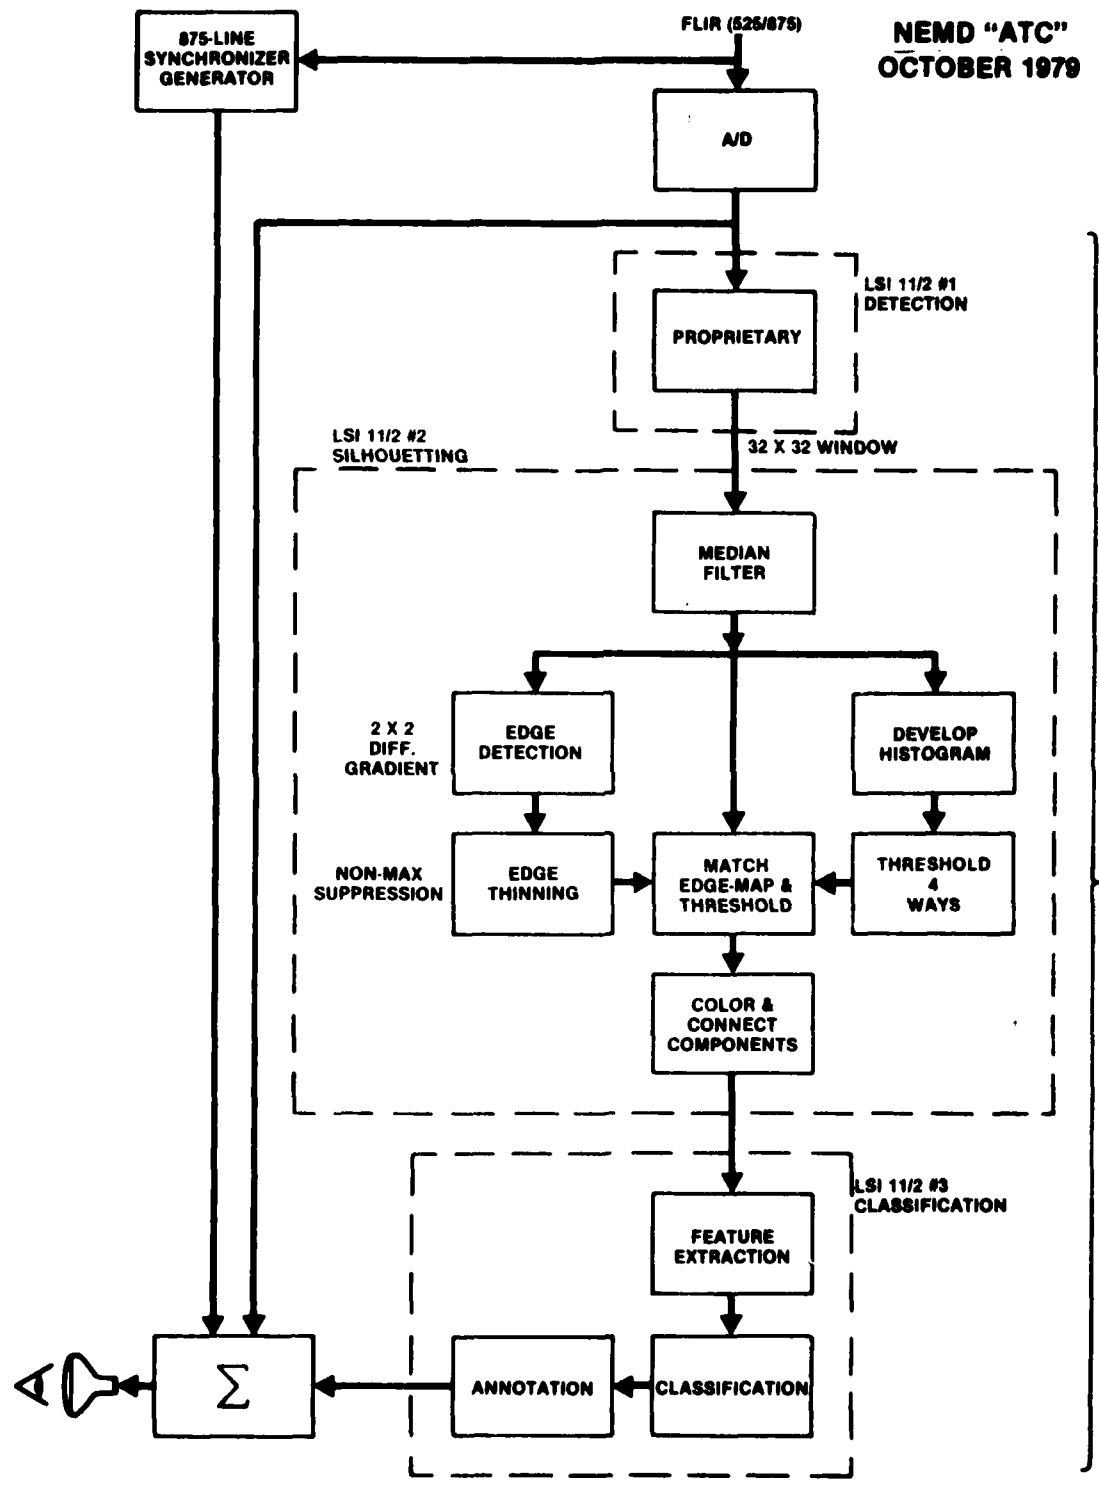 FLIR (525/875)
NEMD “ATC”
OCTOBER 1979
875-LINE
SYNCHRONIZER
GENERATOR
A/D
LSI 11/2 #1
DETECTION
PROPRIETARY
LSI 11/2 #2
SILHOUETTING
32 X 32 WINDOW
MEDIAN
FILTER
2 X 2
DIFF.
GRADIENT
EDGE
DETECTION
DEVELOP
HISTOGRAM
NON-MAX
SUPPRESSION
EDGE
THINNING
MATCH
EDGE-MAP &
THRESHOLD
THRESHOLD
4
WAYS
COLOR &
CONNECT
COMPONENTS
LSI 11/2 #3
CLASSIFICATION
FEATURE
EXTRACTION
Σ
ANNOTATION
CLASSIFICATION